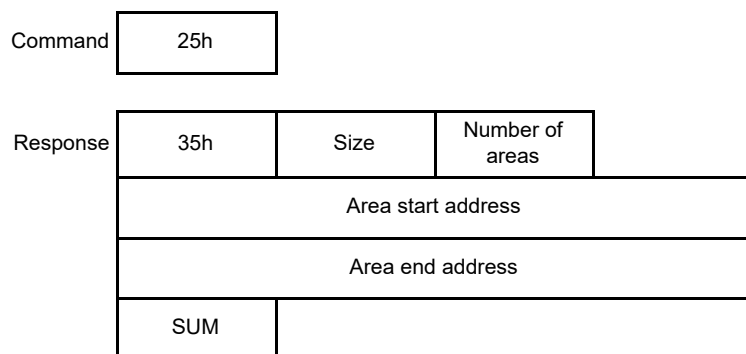 Command 25h
Response 35h Size Number of
areas
Area start address
Area end address
SUM